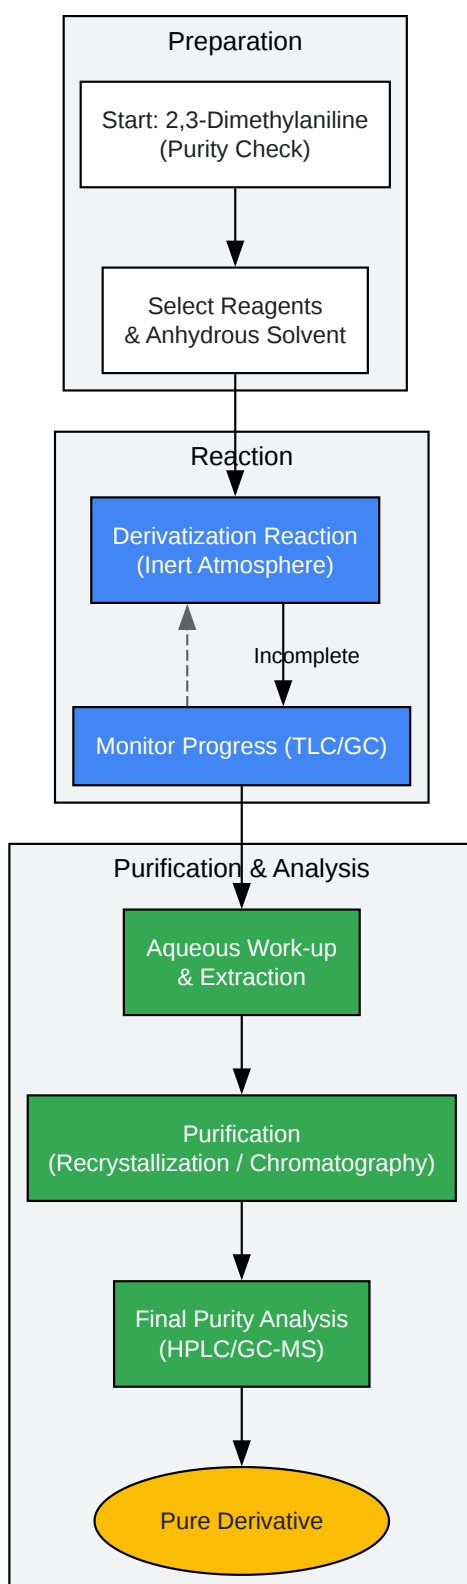 Preparation
Start: 2,3-Dimethylaniline
(Purity Check)
Select Reagents
& Anhydrous Solvent
Reaction
Derivatization Reaction
(Inert Atmosphere)
Incomplete
Monitor Progress (TLC/GC)
Purification & Analysis
Aqueous Work-up
& Extraction
Purification
(Recrystallization / Chromatography)
Final Purity Analysis
(HPLC/GC-MS)
Pure Derivative